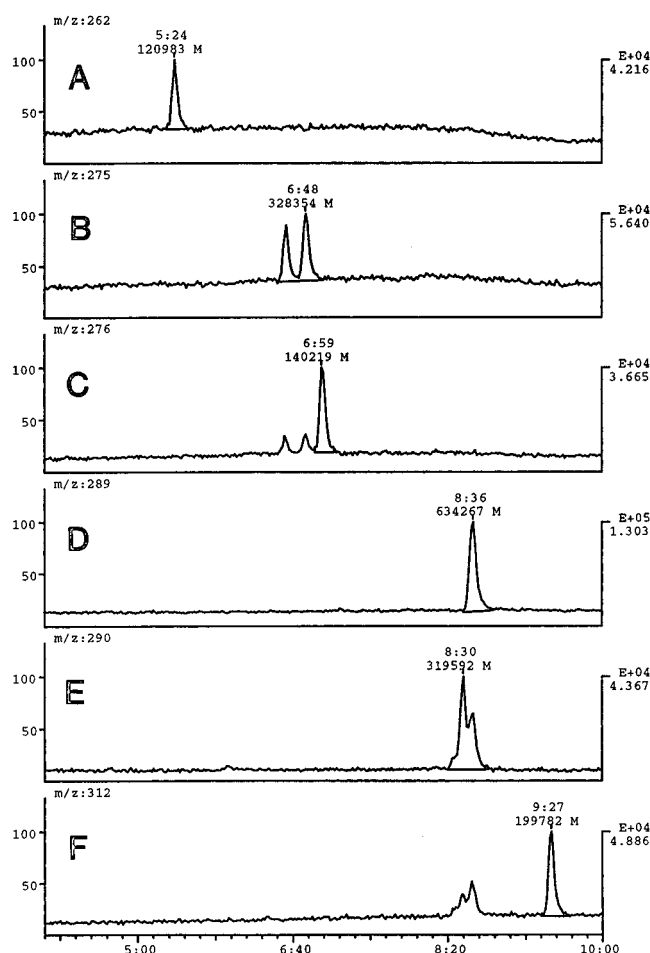 m/z:262
5:24
120983 M
100
50
A
E+04
4.216
m/z:275
6:48
328354 M
100
50
B
E+04
5.640
m/z:276
6:59
140219 M
100
50
C
E+04
3.665
m/z:289
8:36
634267 M
100
50
D
E+05
1.303
m/z:290
8:30
319592 M
100
50
E
E+04
4.367
m/z:312
9:27
199782 M
100
50
F
E+04
4.886
5:00 6:40 8:20 10:00